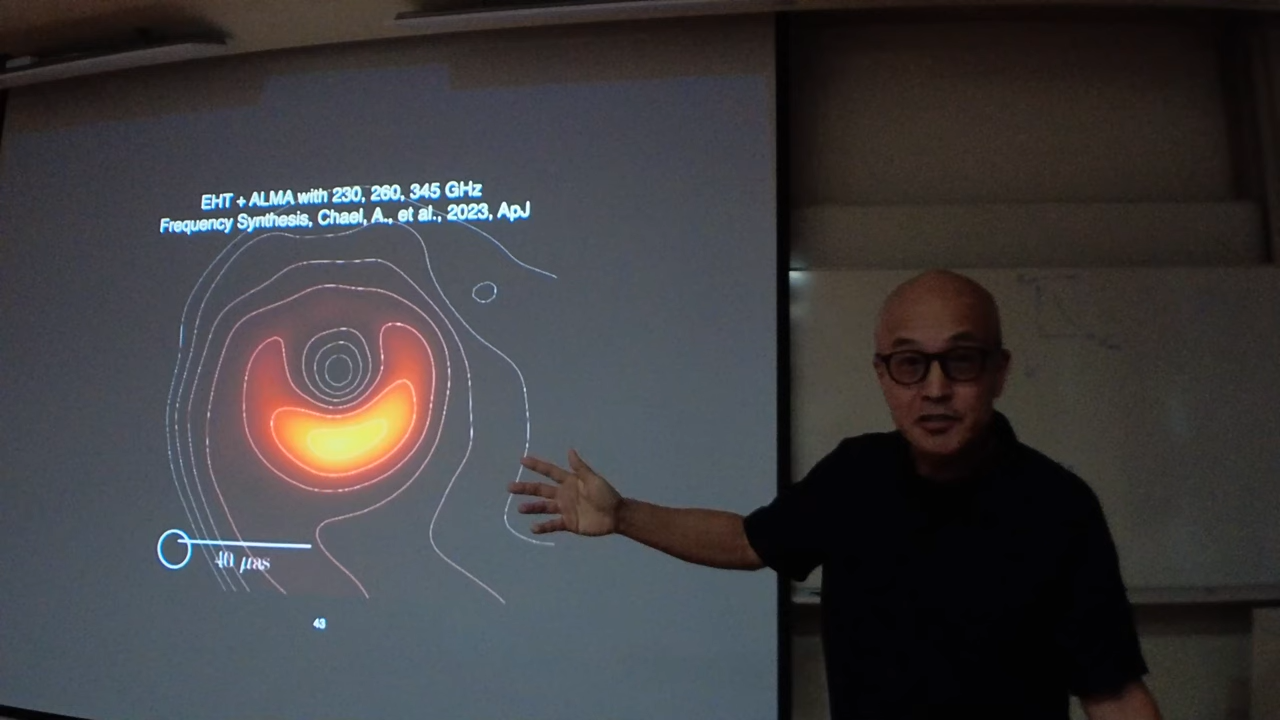 EHT + ALMA with 230, 260, 345 GHz
Frequency Synthesis, Chael, A., et al., 2023, ApJ
40 μas
43